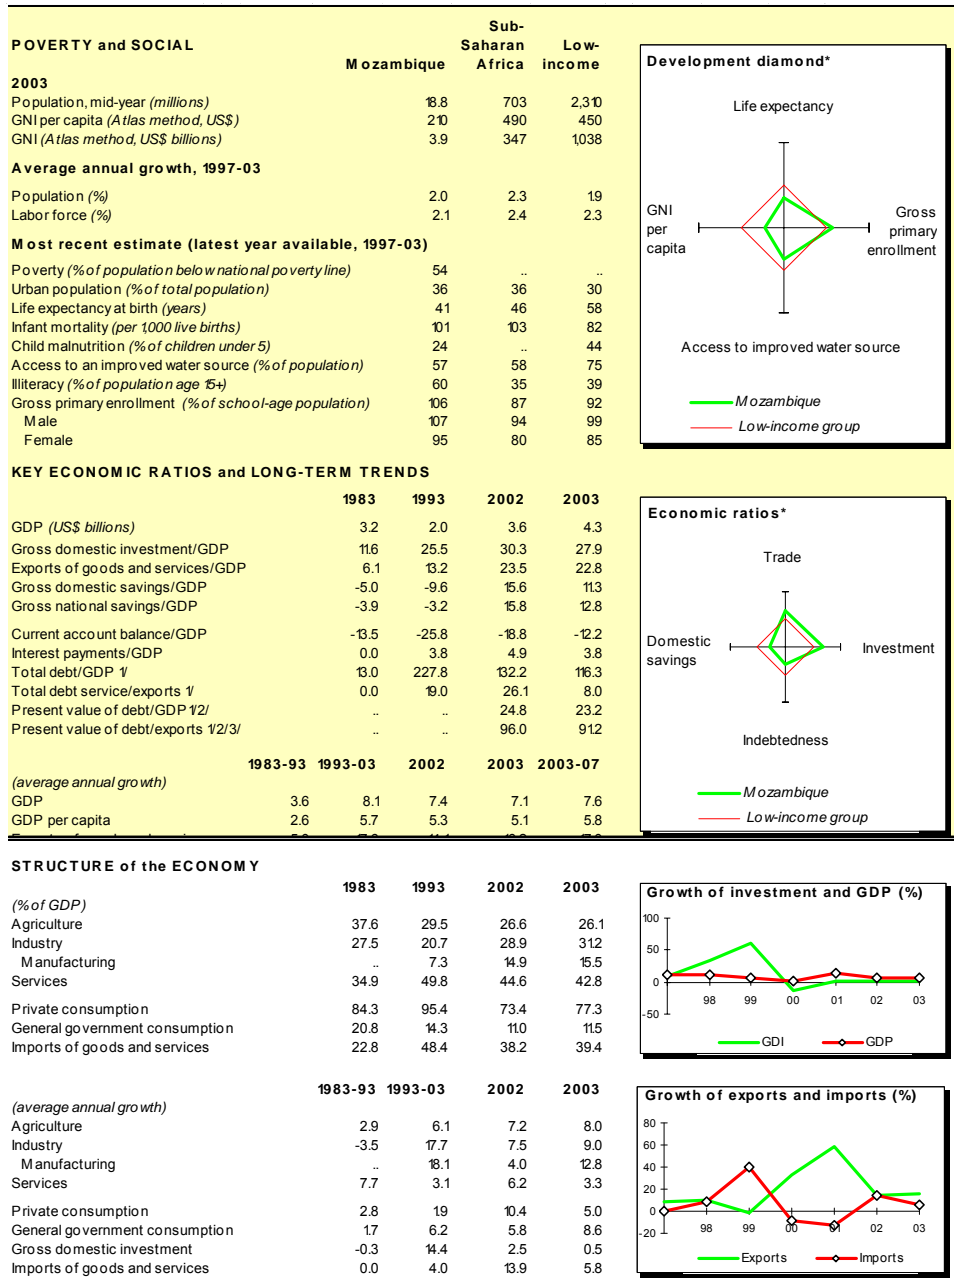 POVERTY and SOCIAL Mozambique Sub-Saharan Africa Low-income
2003
Population, mid-year (millions) 18.8 703 2,310
GNI per capita (Atlas method, US$) 210 490 450
GNI (Atlas method, US$ billions) 3.9 347 1,038
Average annual growth, 1997-03
Population (%) 2.0 2.3 1.9
Labor force (%) 2.1 2.4 2.3
Most recent estimate (latest year available, 1997-03)
Poverty (% of population below national poverty line) 54 .. ..
Urban population (% of total population) 36 36 30
Life expectancy at birth (years) 41 46 58
Infant mortality (per 1,000 live births) 101 103 82
Child malnutrition (% of children under 5) 24 .. 44
Access to an improved water source (% of population) 57 58 75
Illiteracy (% of population age 15+) 60 35 39
Gross primary enrollment (% of school-age population) 106 87 92
Male 107 94 99
Female 95 80 85
Development diamond*
Life expectancy
GNI per capita
Gross primary enrollment
Access to improved water source
Mozambique
Low-income group
KEY ECONOMIC RATIOS and LONG-TERM TRENDS
1983 1993 2002 2003
GDP (US$ billions) 3.2 2.0 3.6 4.3
Gross domestic investment/GDP 11.6 25.5 30.3 27.9
Exports of goods and services/GDP 6.1 13.2 23.5 22.8
Gross domestic savings/GDP -5.0 -9.6 15.6 11.3
Gross national savings/GDP -3.9 -3.2 15.8 12.8
Current account balance/GDP -13.5 -25.8 -18.8 -12.2
Interest payments/GDP 0.0 3.8 4.9 3.8
Total debt/GDP 1/ 13.0 227.8 132.2 116.3
Total debt service/exports 1/ 0.0 19.0 26.1 8.0
Present value of debt/GDP 1/2/ .. .. 24.8 23.2
Present value of debt/exports 1/2/3/ .. .. 96.0 91.2
1983-93 1993-03 2002 2003 2003-07
(average annual growth)
GDP 3.6 8.1 7.4 7.1 7.6
GDP per capita 2.6 5.7 5.3 5.1 5.8
Economic ratios*
Trade
Domestic savings
Investment
Indebtedness
Mozambique
Low-income group
STRUCTURE of the ECONOMY
1983 1993 2002 2003
(% of GDP)
Agriculture 37.6 29.5 26.6 26.1
Industry 27.5 20.7 28.9 31.2
Manufacturing .. 7.3 14.9 15.5
Services 34.9 49.8 44.6 42.8
Private consumption 84.3 95.4 73.4 77.3
General government consumption 20.8 14.3 11.0 11.5
Imports of goods and services 22.8 48.4 38.2 39.4
Growth of investment and GDP (%)
100
50
0
-50
98 99 00 01 02 03
GDI GDP
1983-93 1993-03 2002 2003
(average annual growth)
Agriculture 2.9 6.1 7.2 8.0
Industry -3.5 17.7 7.5 9.0
Manufacturing .. 18.1 4.0 12.8
Services 7.7 3.1 6.2 3.3
Private consumption 2.8 1.9 10.4 5.0
General government consumption 1.7 6.2 5.8 8.6
Gross domestic investment -0.3 14.4 2.5 0.5
Imports of goods and services 0.0 4.0 13.9 5.8
Growth of exports and imports (%)
80
60
40
20
0
-20
98 99 00 01 02 03
Exports Imports